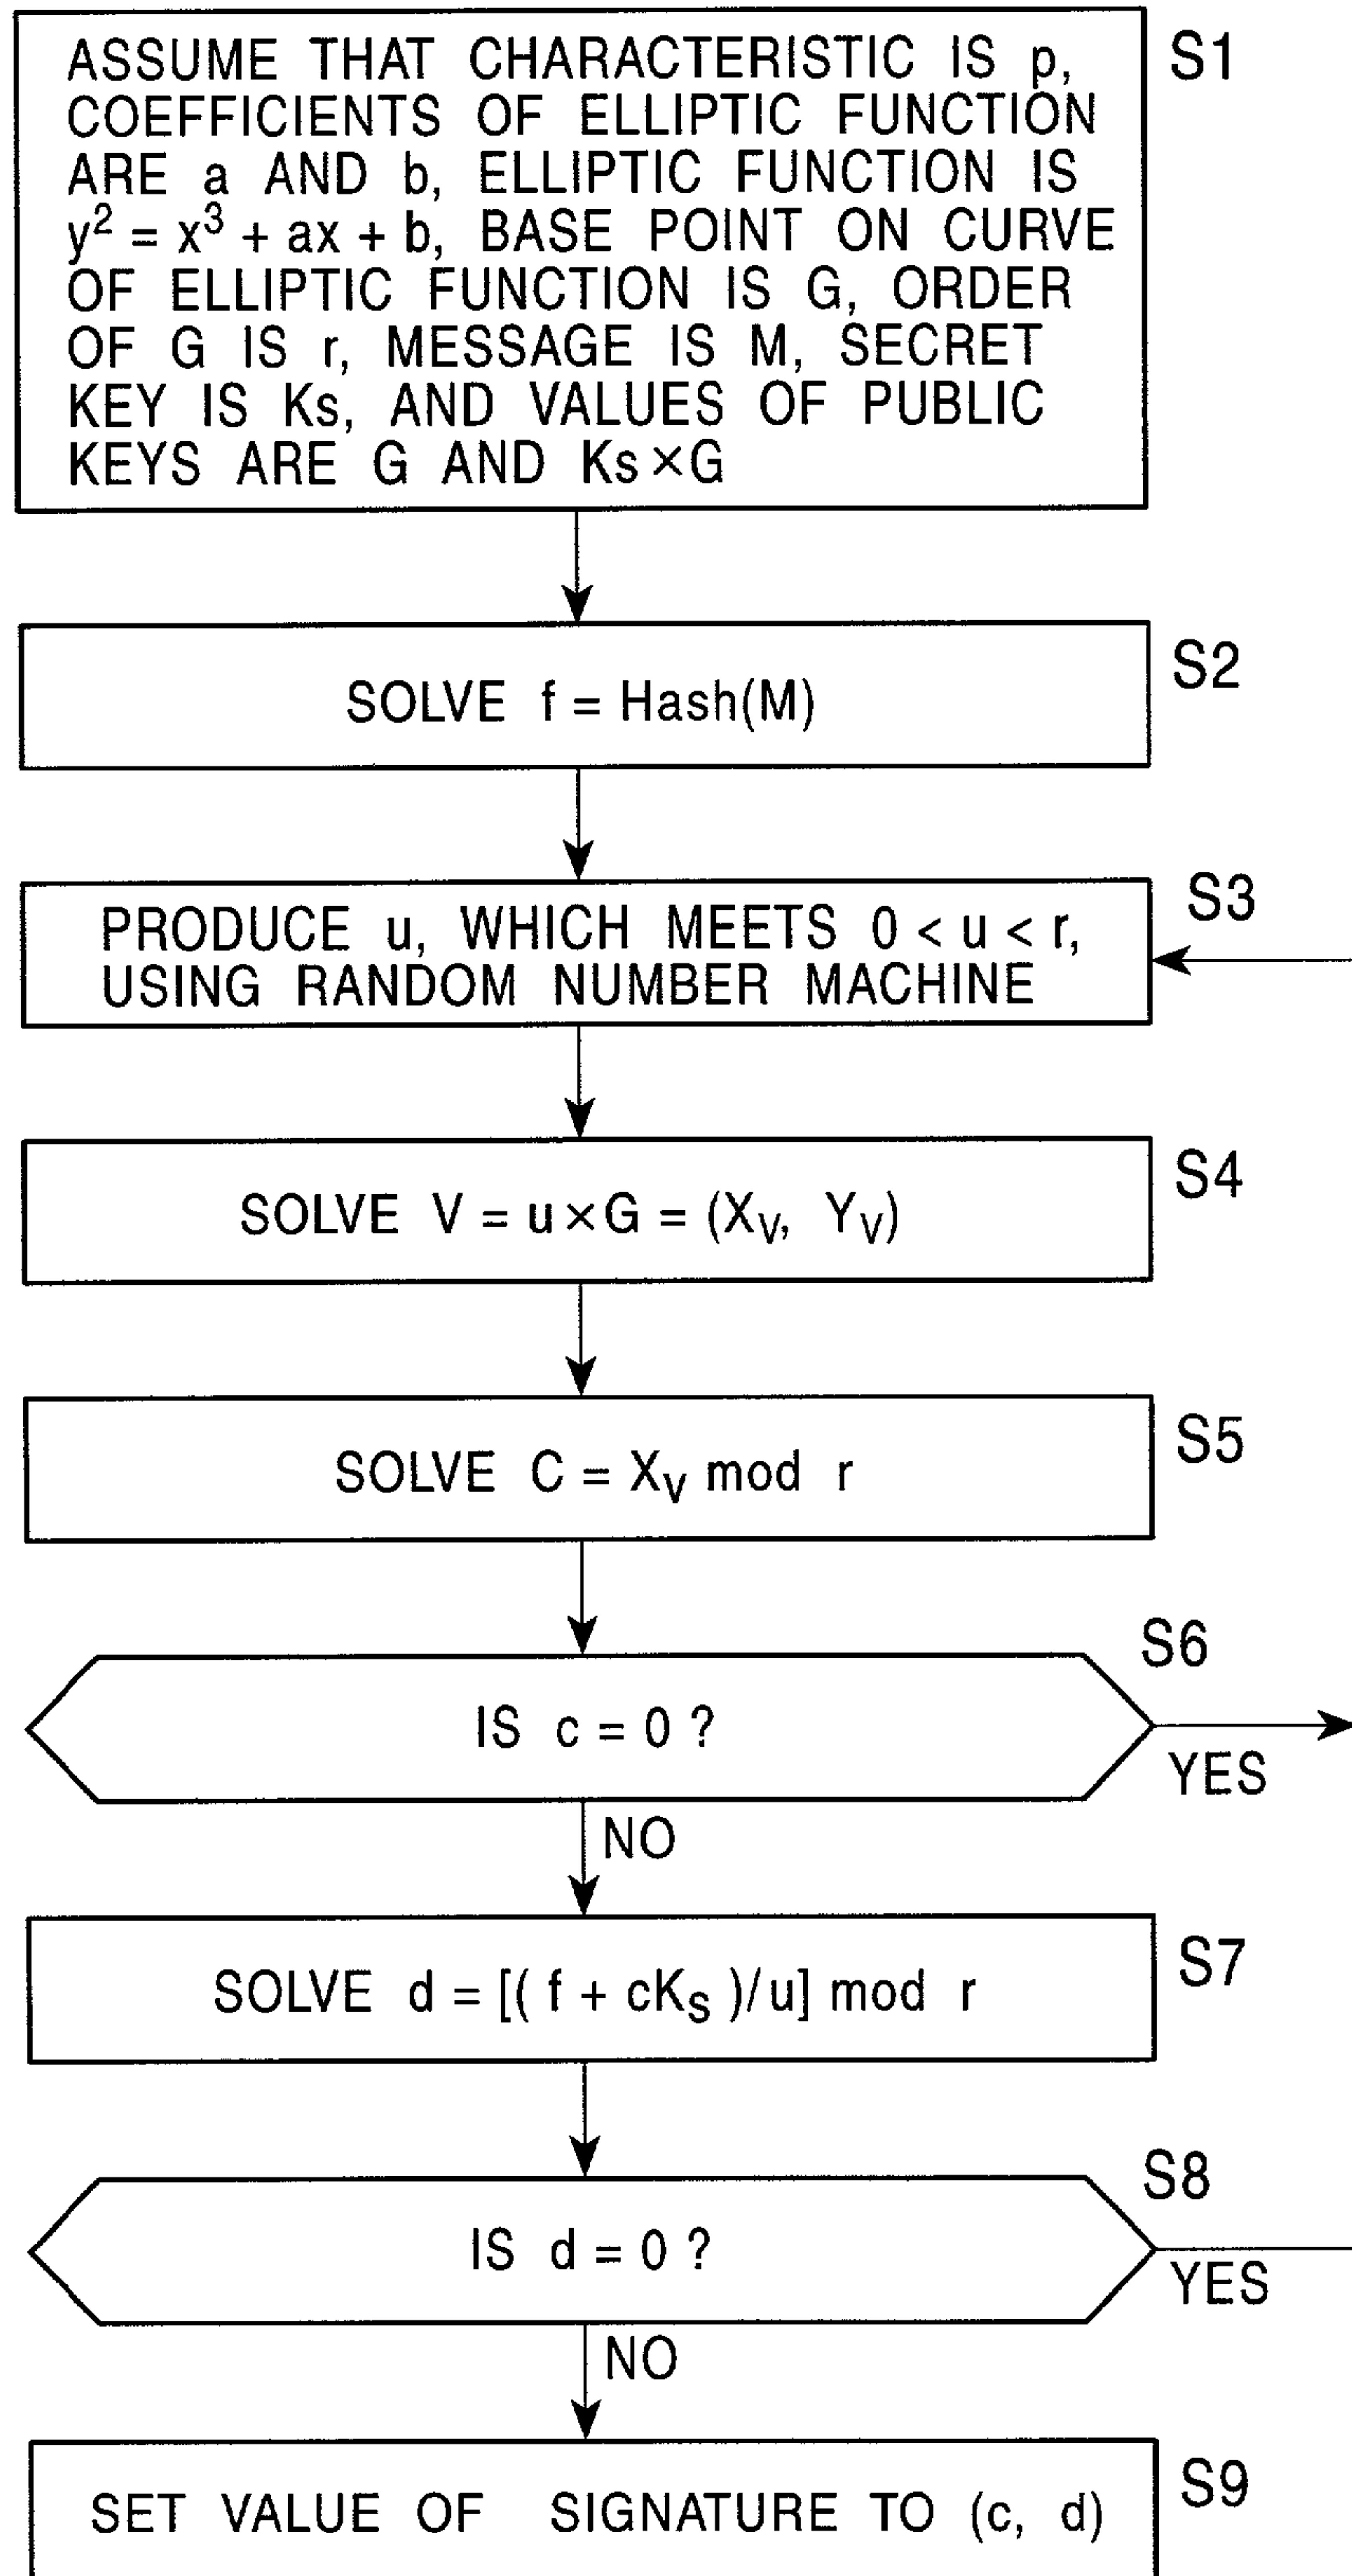 ASSUME THAT CHARACTERISTIC IS p,
S1
COEFFICIENTS OF ELLIPTIC FUNCTION
ARE a AND b, ELLIPTIC FUNCTION IS
y² = x³ + ax + b, BASE POINT ON CURVE
OF ELLIPTIC FUNCTION IS G, ORDER
OF G IS r, MESSAGE IS M, SECRET
KEY IS Ks, AND VALUES OF PUBLIC
KEYS ARE G AND Ks×G
S2
SOLVE f = Hash(M)
S3
PRODUCE u, WHICH MEETS 0 < u < r,
USING RANDOM NUMBER MACHINE
S4
SOLVE V = u×G = (X_V, Y_V)
S5
SOLVE C = X_V mod r
S6
IS c = 0 ?
YES
NO
S7
SOLVE d = [( f + cK_S )/u] mod r
S8
IS d = 0 ?
YES
NO
S9
SET VALUE OF SIGNATURE TO (c, d)